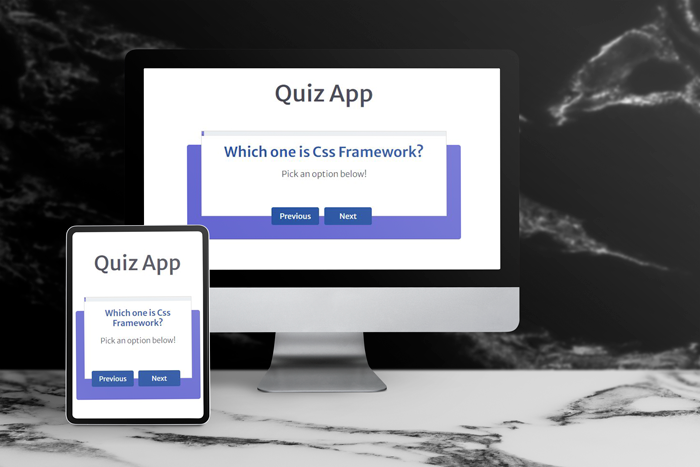 Quiz App
Which one is Css Framework?
Pick an option below!
Previous Next
Quiz App
Which one is Css
Framework?
Pick an option below!
Previous Next